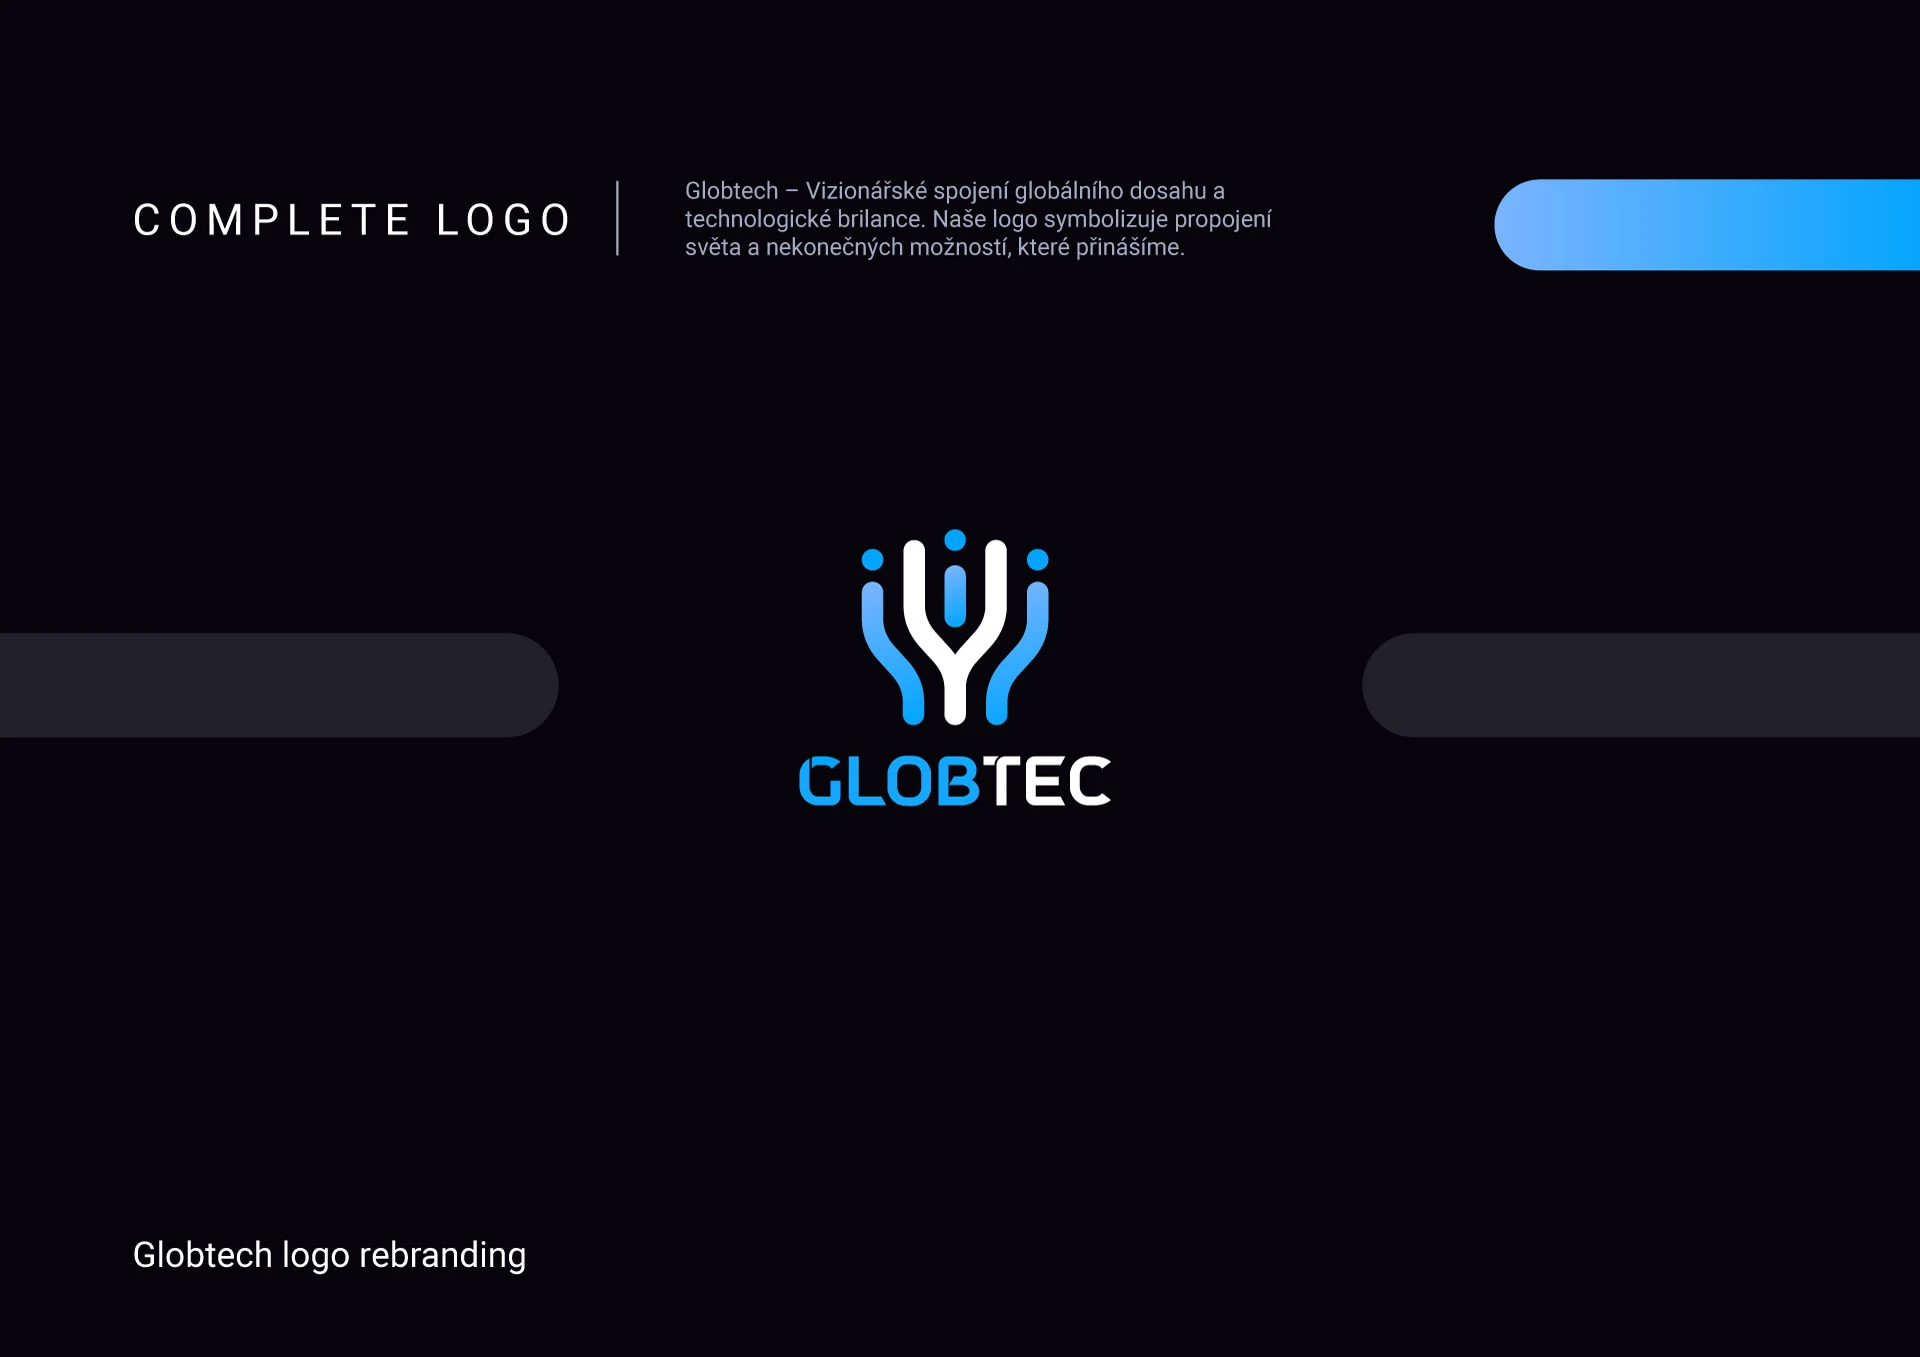 COMPLETE LOGO
Globtech – Vizionářské spojení globálního dosahu a
technologické brilance. Naše logo symbolizuje propojení
světa a nekonečných možností, které přinášíme.
GLOBTEC
Globtech logo rebranding